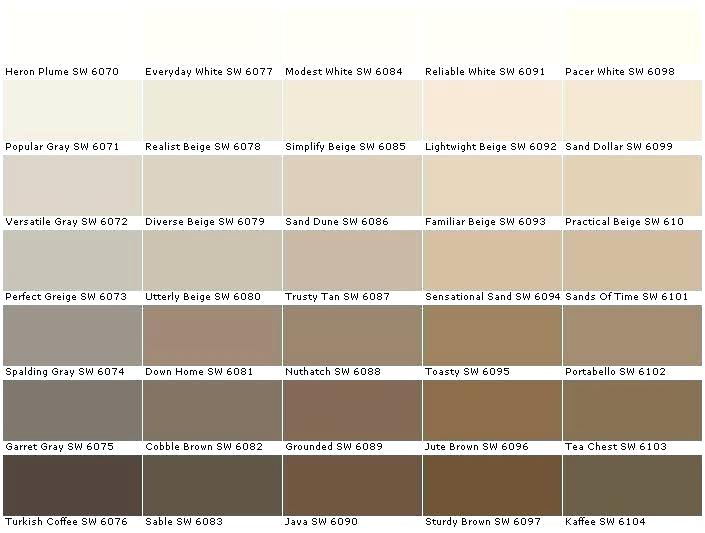 Heron Plume SW 6070 Everyday White SW 6077 Modest White SW 6084 Reliable White SW 6091 Pacer White SW 6098
Popular Gray SW 6071 Realist Beige SW 6078 Simplify Beige SW 6085 Lightwight Beige SW 6092 Sand Dollar SW 6099
Versatile Gray SW 6072 Diverse Beige SW 6079 Sand Dune SW 6086 Familiar Beige SW 6093 Practical Beige SW 610
Perfect Greige SW 6073 Utterly Beige SW 6080 Trusty Tan SW 6087 Sensational Sand SW 6094 Sands Of Time SW 6101
Spalding Gray SW 6074 Down Home SW 6081 Nuthatch SW 6088 Toasty SW 6095 Portabello SW 6102
Garret Gray SW 6075 Cobble Brown SW 6082 Grounded SW 6089 Jute Brown SW 6096 Tea Chest SW 6103
Turkish Coffee SW 6076 Sable SW 6083 Java SW 6090 Sturdy Brown SW 6097 Kaffee SW 6104